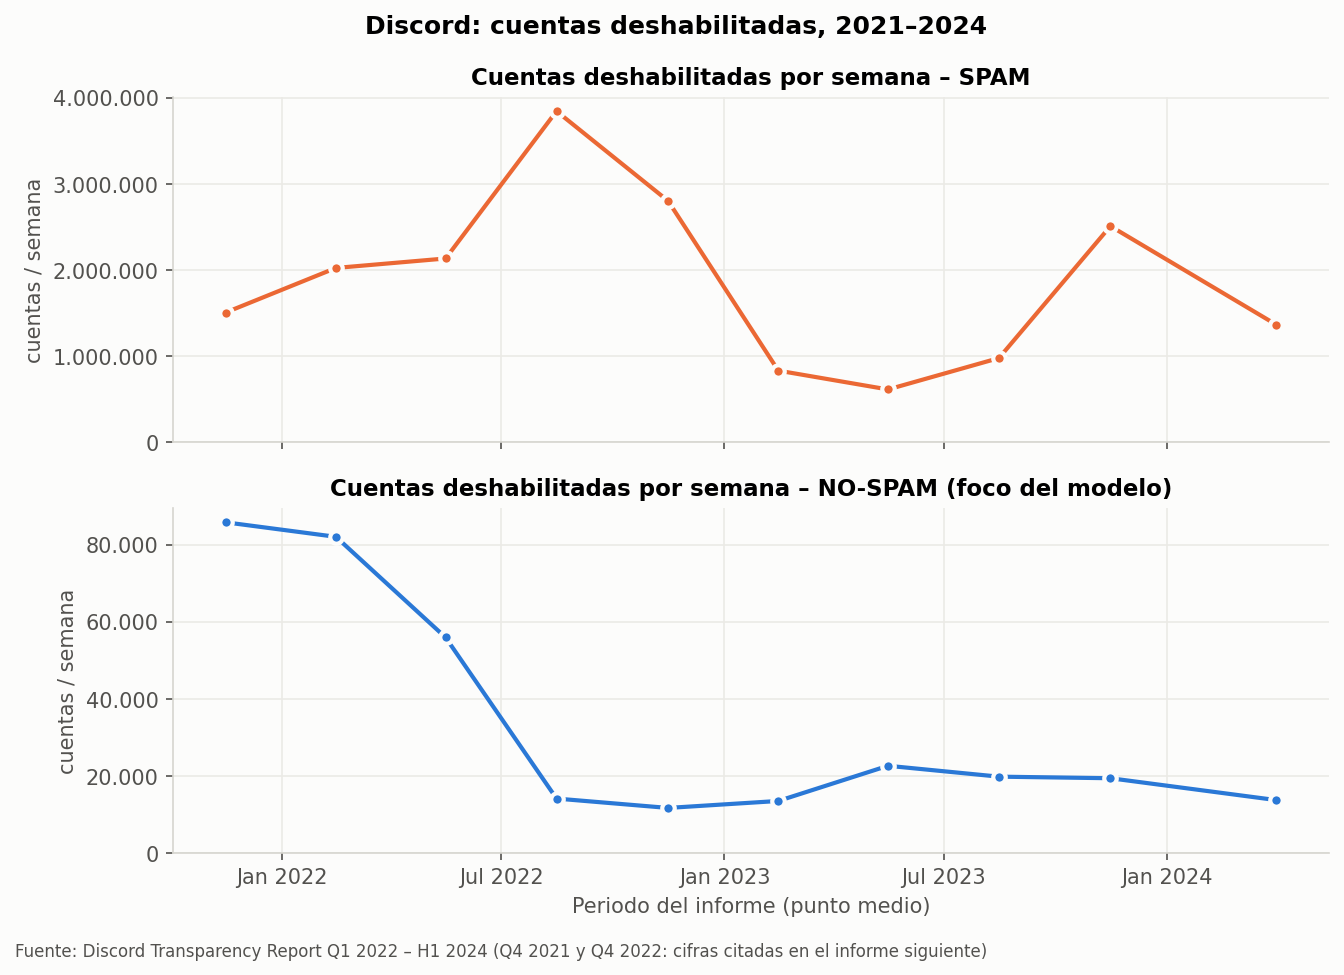 Discord: cuentas deshabilitadas, 2021–2024
Cuentas deshabilitadas por semana – SPAM
4.000.000
3.000.000
2.000.000
1.000.000
0
cuentas / semana
Cuentas deshabilitadas por semana – NO-SPAM (foco del modelo)
80.000
60.000
40.000
20.000
0
cuentas / semana
Jan 2022 Jul 2022 Jan 2023 Jul 2023 Jan 2024
Periodo del informe (punto medio)
Fuente: Discord Transparency Report Q1 2022 – H1 2024 (Q4 2021 y Q4 2022: cifras citadas en el informe siguiente)